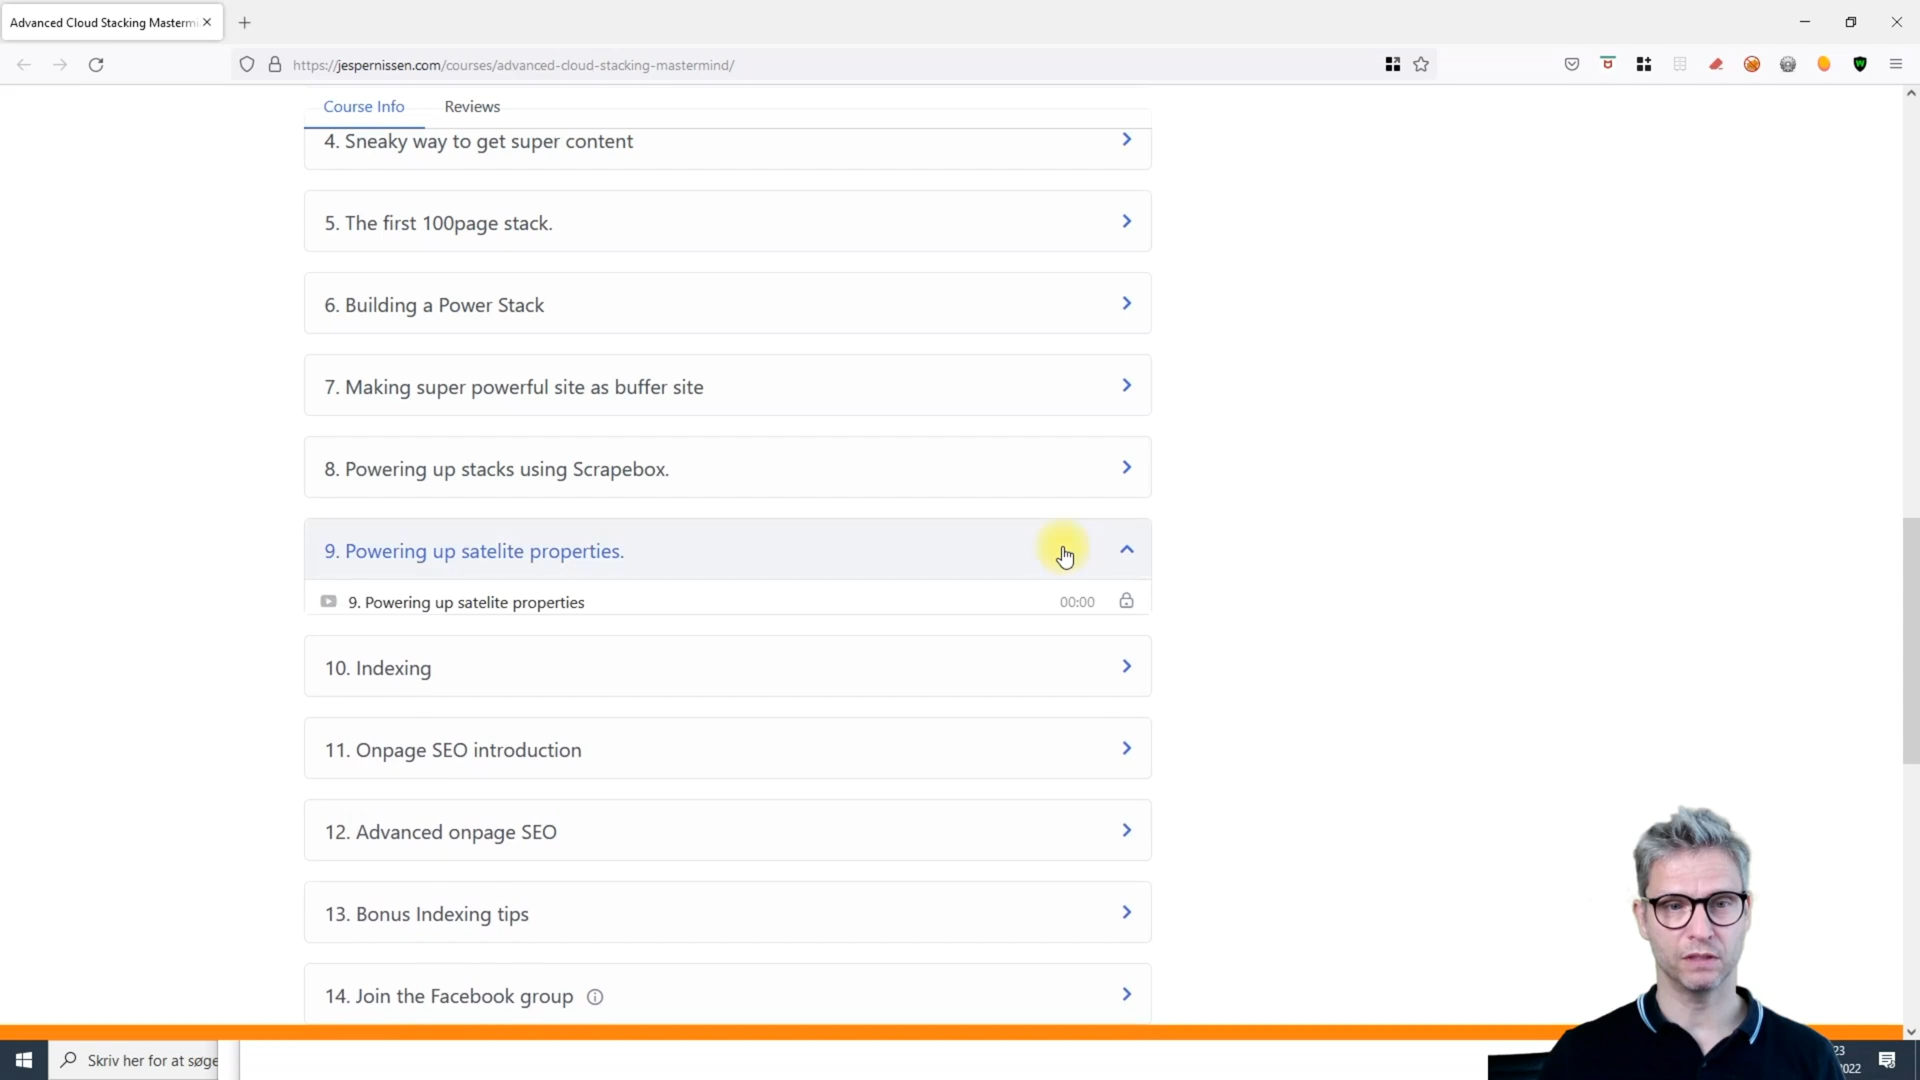 Advanced Cloud Stacking Masterm
https://jespernissen.com/courses/advanced-cloud-stacking-mastermind/
Course Info
Reviews
4. Sneaky way to get super content
5. The first 100page stack.
6. Building a Power Stack
7. Making super powerful site as buffer site
8. Powering up stacks using Scrapebox.
9. Powering up satelite properties.
9. Powering up satelite properties
00:00
10. Indexing
11. Onpage SEO introduction
12. Advanced onpage SEO
13. Bonus Indexing tips
14. Join the Facebook group
Skriv her for at søge
23
022